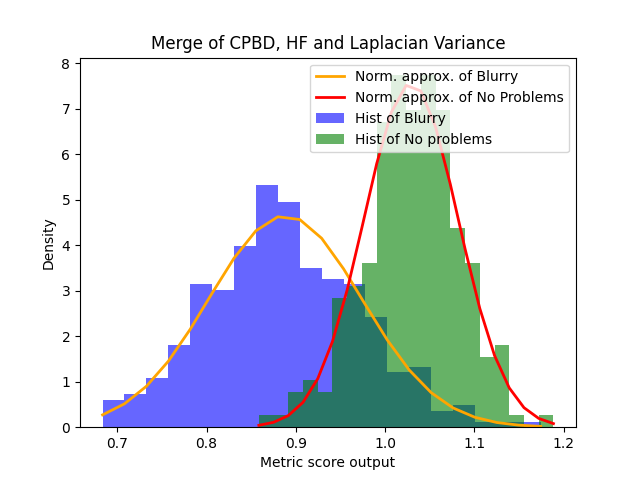 Merge of CPBD, HF and Laplacian Variance
Norm. approx. of Blurry
Norm. approx. of No Problems
Hist of Blurry
Hist of No problems
Density
8
7
6
5
4
3
2
1
0
0.7 0.8 0.9 1.0 1.1 1.2
Metric score output